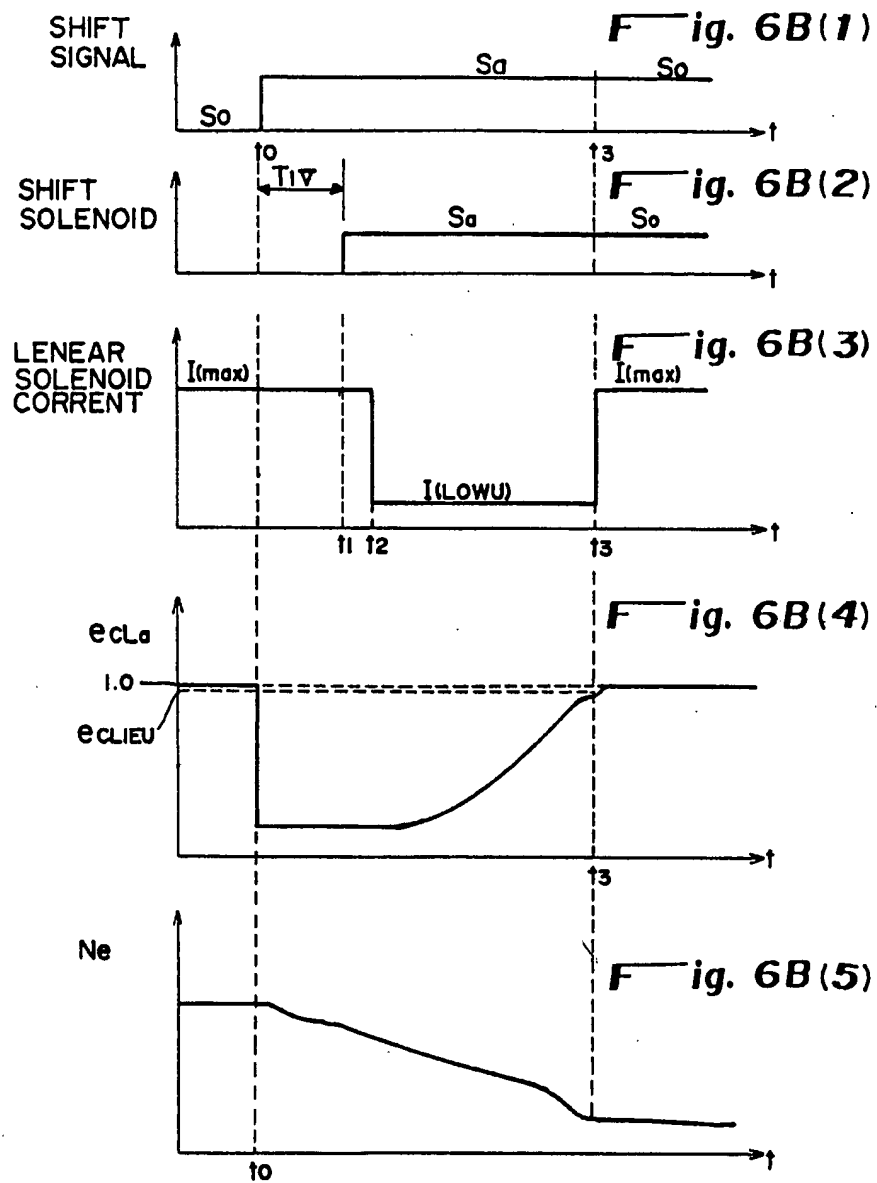 SHIFT
SIGNAL
Fig. 6B(1)
So
Sa
So
t
t0
t3
SHIFT
SOLENOID
T1∇
Fig. 6B(2)
Sa
So
t
LENEAR
SOLENOID
CURRENT
Fig. 6B(3)
I(max)
I(max)
I(LOWU)
t1 t2
t3
t
eCLa
Fig. 6B(4)
1.0
eCLIEU
t3
t
Ne
Fig. 6B(5)
t0
t